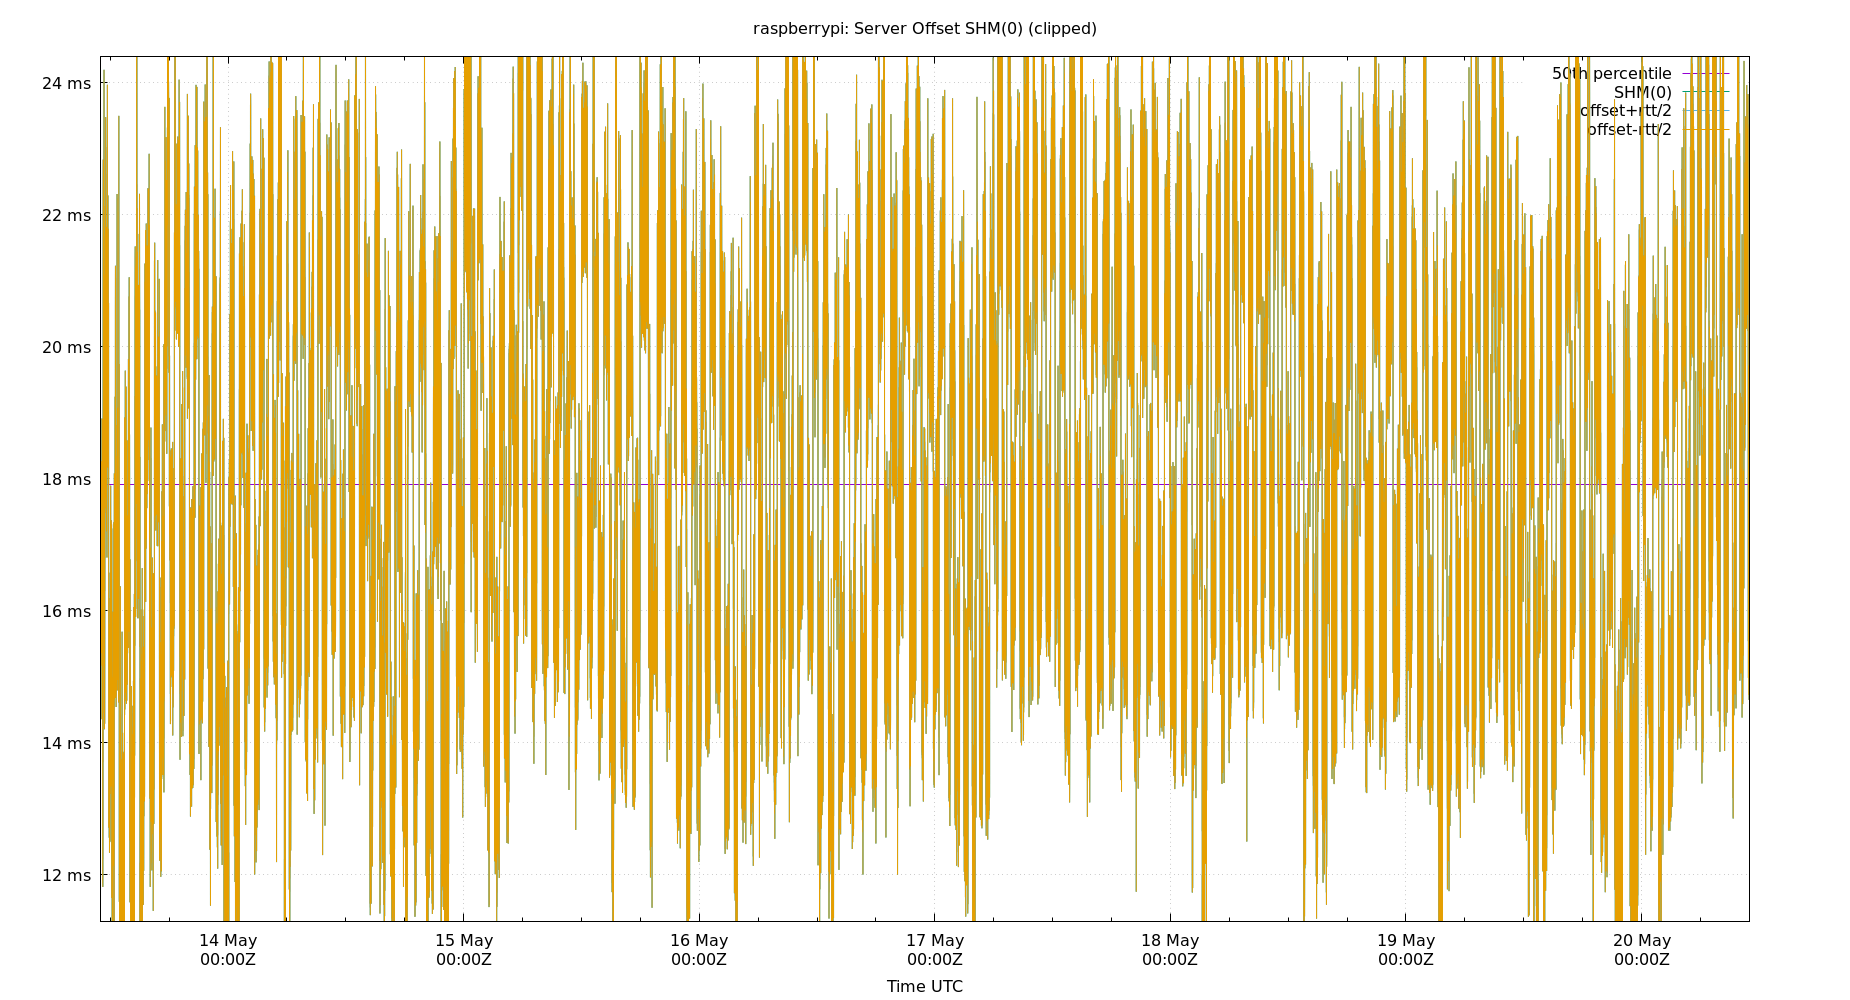 raspberrypi: Server Offset SHM(0) (clipped)
24 ms
22 ms
20 ms
18 ms
16 ms
14 ms
12 ms
50th percentile
SHM(0)
offset+rtt/2
offset-rtt/2
14 May
00:00Z
15 May
00:00Z
16 May
00:00Z
17 May
00:00Z
18 May
00:00Z
19 May
00:00Z
20 May
00:00Z
Time UTC